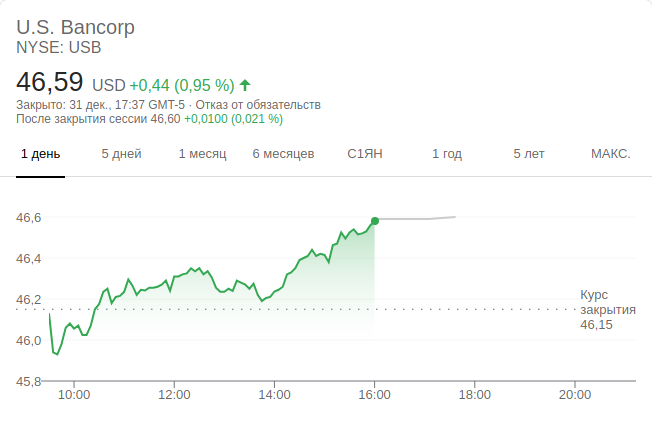 U.S. Bancorp
NYSE: USB
46,59 USD +0,44 (0,95 %)
Закрыто: 31 дек., 17:37 GMT-5 · Отказ от обязательств
После закрытия сессии 46,60 +0,0100 (0,021 %)
1 день 5 дней 1 месяц 6 месяцев С1ЯН 1 год 5 лет МАКС.
46,6
46,4
46,2
Курс
закрытия
46,15
46,0
45,8
10:00 12:00 14:00 16:00 18:00 20:00